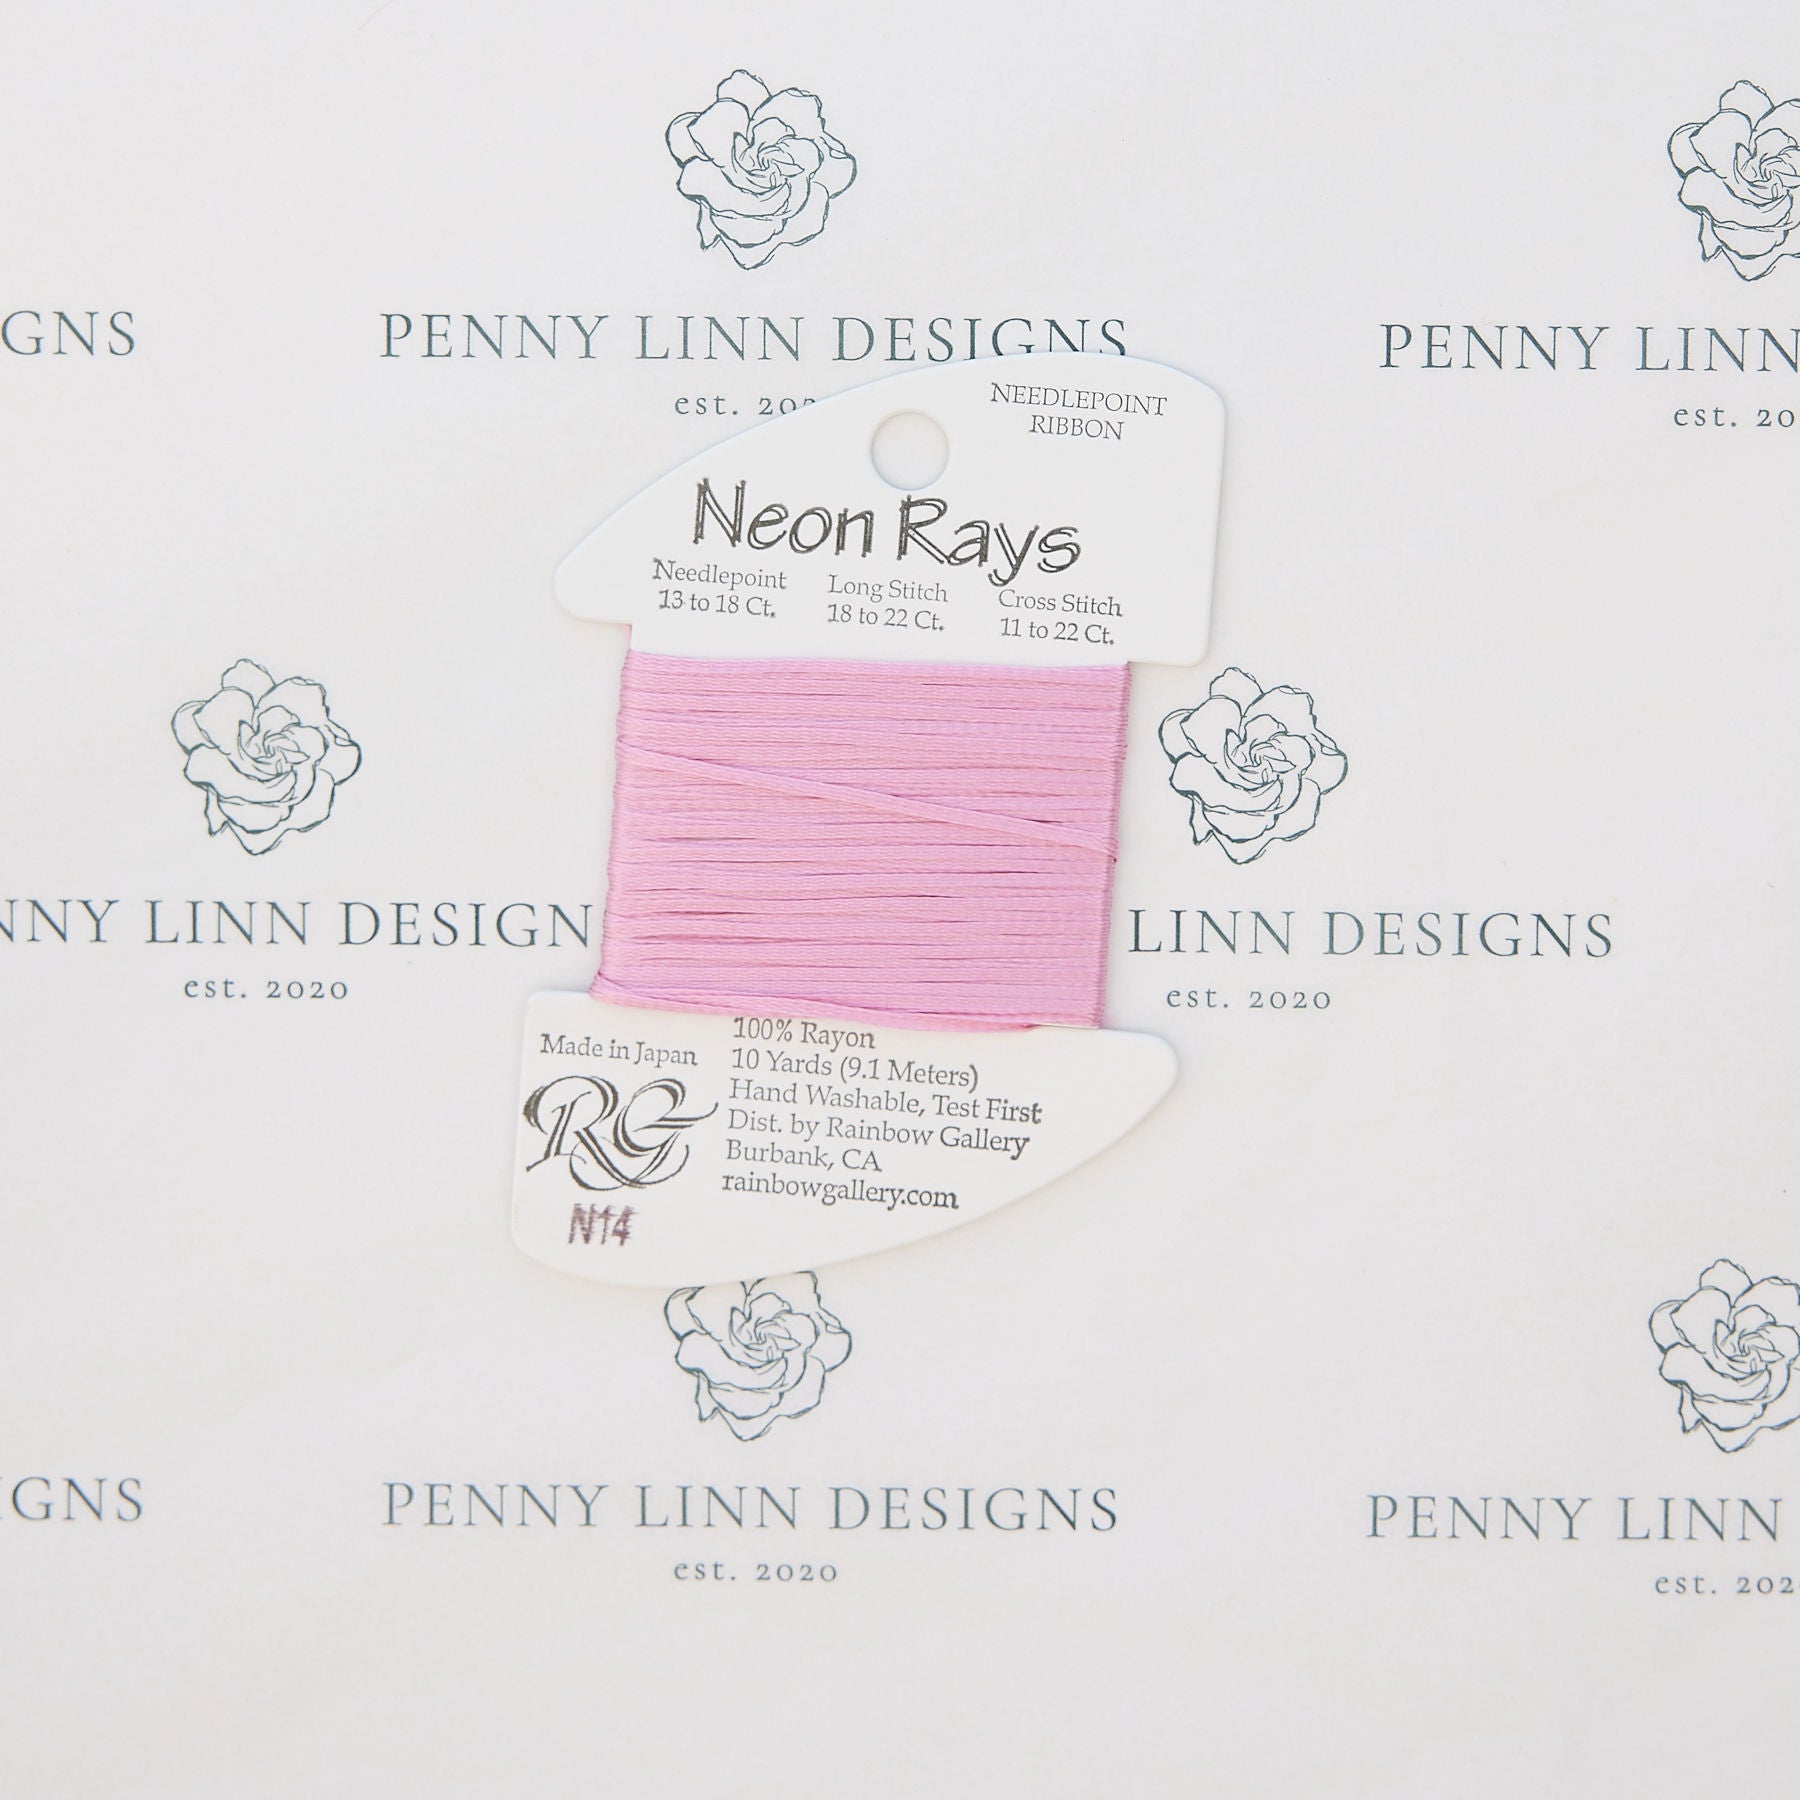 GNS
PENNY LINN DESIGNS
PENNY LINN
est. 202
est. 20
NEEDLEPOINT
RIBBON
Neon Rays
Needlepoint
13 to 18 Ct.
Long Stitch
18 to 22 Ct.
Cross Stitch
11 to 22 Ct.
NNY LINN DESIGN
LINN DESIGNS
est. 2020
est. 2020
Made in Japan
RG
N14
100% Rayon
10 Yards (9.1 Meters)
Hand Washable, Test First
Dist. by Rainbow Gallery
Burbank, CA
rainbowgallery.com
IGNS
PENNY LINN DESIGNS
PENNY LINN
est. 2020
est. 202